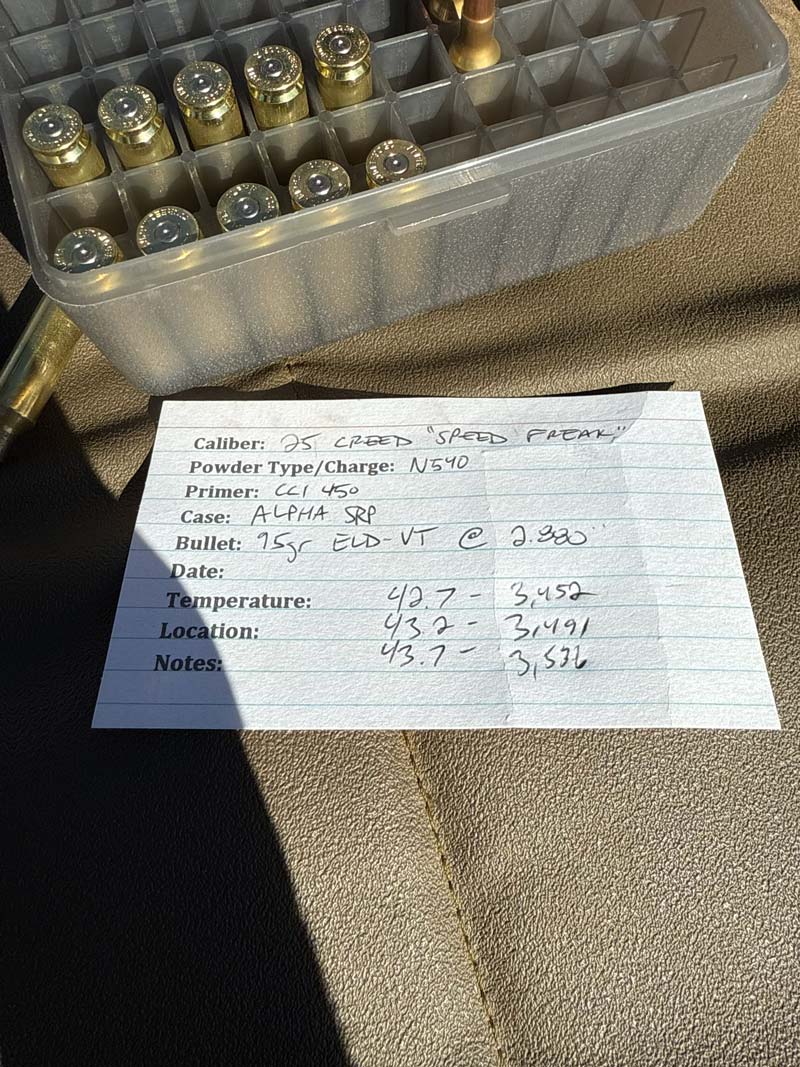 Caliber: 25 CREED "SPEED FREAK"
Powder Type/Charge: N540
Primer: CCI 450
Case: ALPHA SRP
Bullet: 95gr ELD-VT @ 2.880"
Date:
Temperature: 42.7 - 3,452
Location: 43.2 - 3,491
Notes: 43.7 - 3,536